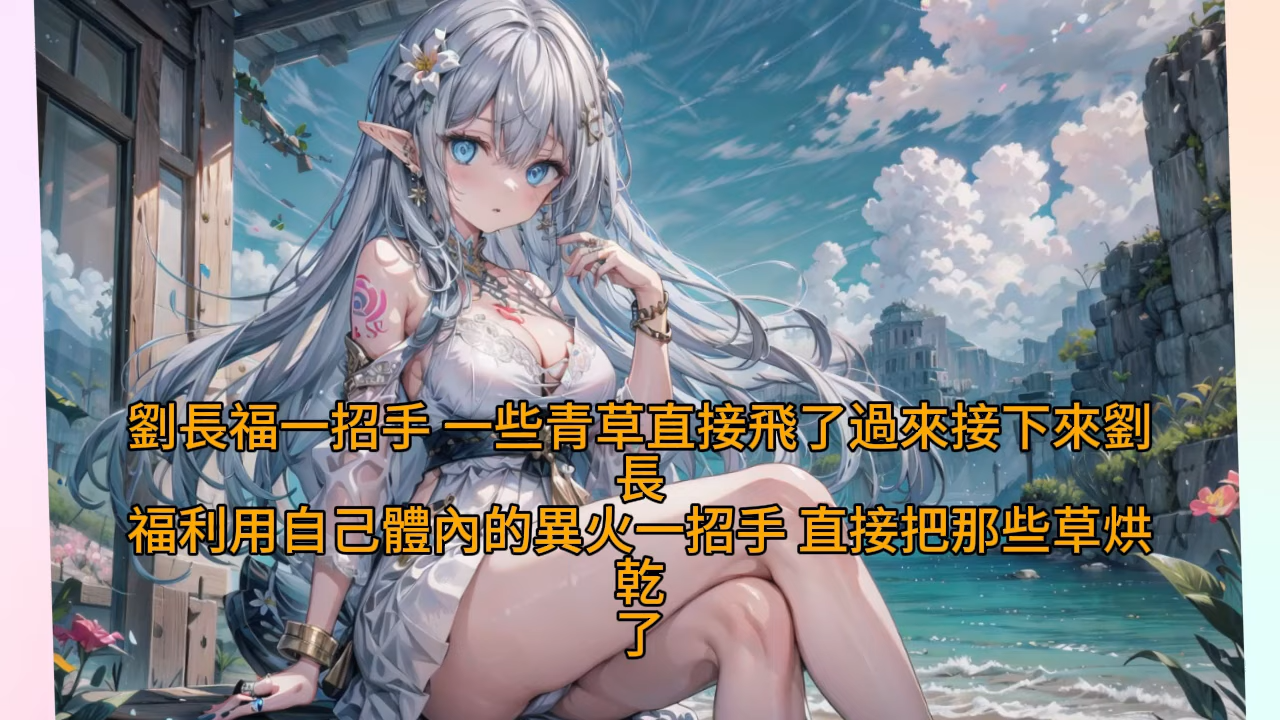 劉長福一招手 一些青草直接飛了過來接下來劉
長
福利用自己體內的異火一招手 直接把那些草烘
乾
了